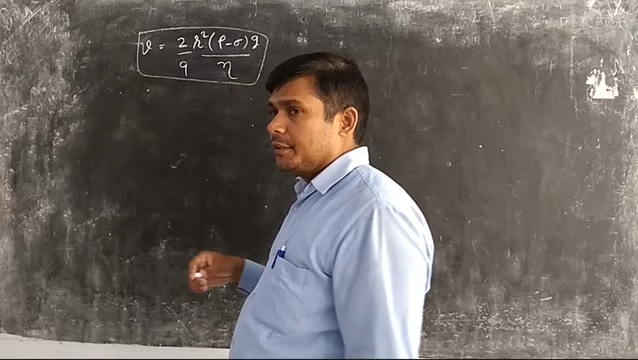 v = 2/9 r²(ρ-σ)g/η